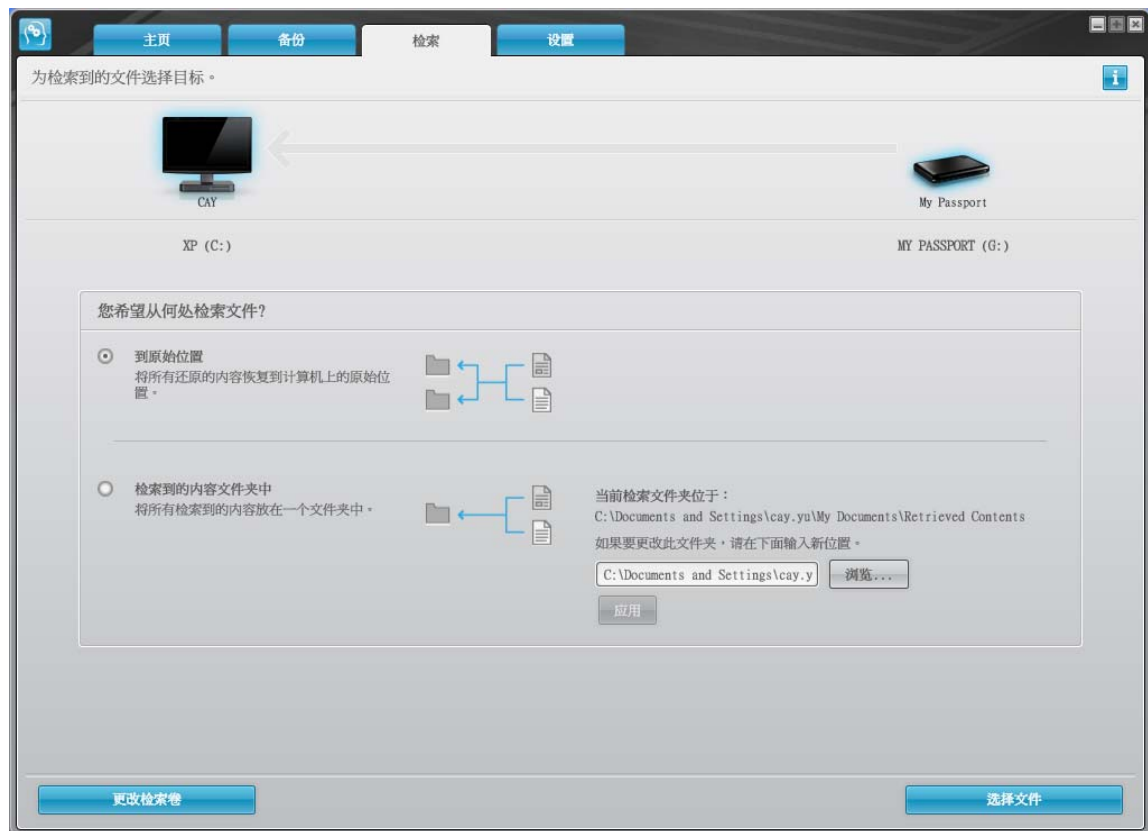 主页
备份
检索
设置
为检索到的文件选择目标。
CAY
My Passport
XP (C:)
MY PASSPORT (G:)
您希望从何处检索文件?
到原始位置
将所有还原的内容恢复到计算机上的原始位
置。
检索到的内容文件夹中
将所有检索到的内容放在一个文件夹中。
当前检索文件夹位于：
C:\Documents and Settings\cay.yu\My Documents\Retrieved Contents
如果要更改此文件夹，请在下面输入新位置。
C:\Documents and Settings\cay.y
浏览...
应用
更改检索卷
选择文件